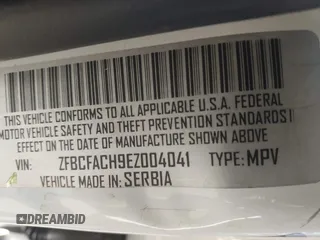 THIS VEHICLE CONFORMS TO ALL APPLICABLE U.S.A. FEDERAL
MOTOR VEHICLE SAFETY AND THEFT PREVENTION STANDARDS I
EFFECT ON THE DATE OF MANUFACTURE SHOWN ABOVE.
VIN: ZFBCFACH9EZ004041 TYPE: MPV
VEHICLE MADE IN: SERBIA
DREAMBID